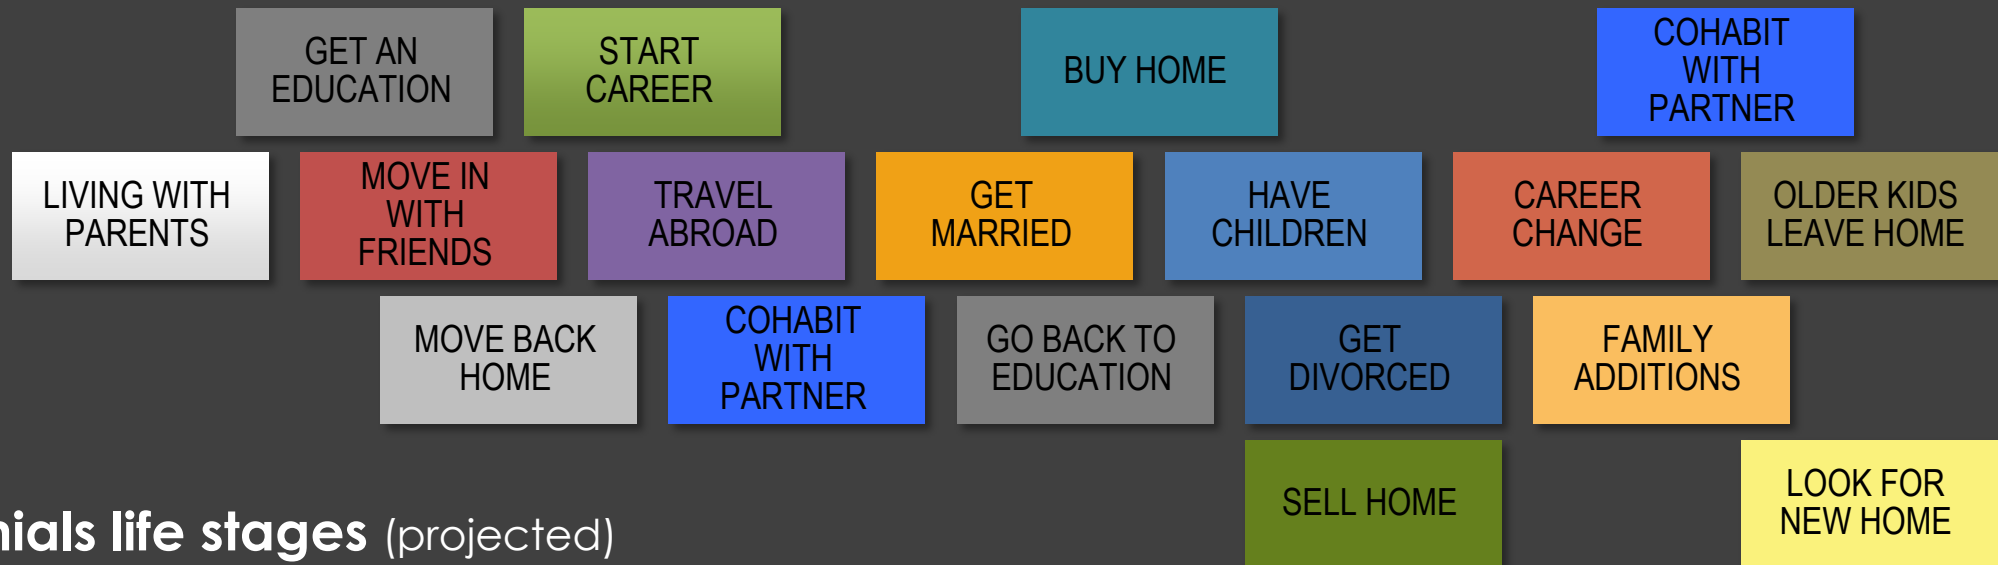 GET AN
EDUCATION
START
CAREER
BUY HOME
COHABIT
WITH
PARTNER
LIVING WITH
PARENTS
MOVE IN
WITH
FRIENDS
TRAVEL
ABROAD
GET
MARRIED
HAVE
CHILDREN
CAREER
CHANGE
OLDER KIDS
LEAVE HOME
MOVE BACK
HOME
COHABIT
WITH
PARTNER
GO BACK TO
EDUCATION
GET
DIVORCED
FAMILY
ADDITIONS
SELL HOME
LOOK FOR
NEW HOME
nials life stages (projected)